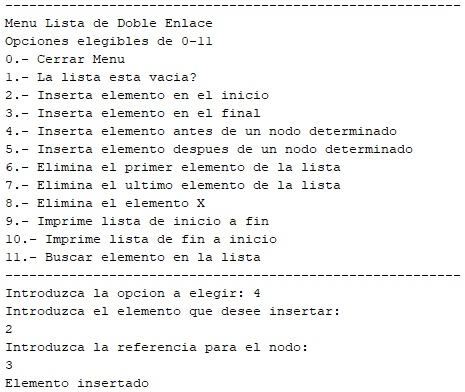 ------------------------------------------------------------
Menu Lista de Doble Enlace
Opciones elegibles de 0-11
0.- Cerrar Menu
1.- La lista esta vacia?
2.- Inserta elemento en el inicio
3.- Inserta elemento en el final
4.- Inserta elemento antes de un nodo determinado
5.- Inserta elemento despues de un nodo determinado
6.- Elimina el primer elemento de la lista
7.- Elimina el ultimo elemento de la lista
8.- Elimina el elemento X
9.- Imprime lista de inicio a fin
10.- Imprime lista de fin a inicio
11.- Buscar elemento en la lista
------------------------------------------------------------
Introduzca la opcion a elegir: 4
Introduzca el elemento que desee insertar:
2
Introduzca la referencia para el nodo:
3
Elemento insertado